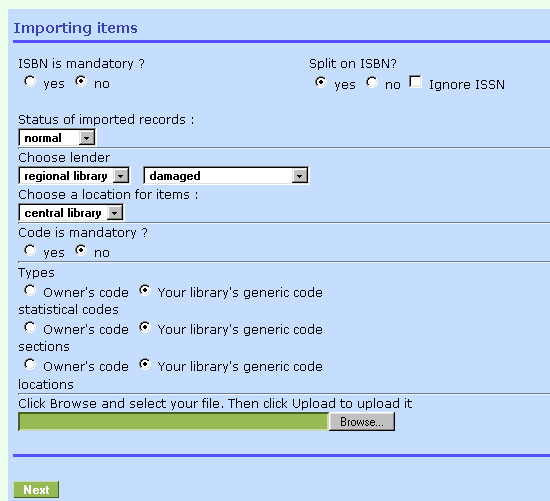 Importing items
ISBN is mandatory ? Split on ISBN?
yes no yes no Ignore ISSN
Status of imported records :
normal
Choose lender
regional library damaged
Choose a location for items :
central library
Code is mandatory ?
yes no
Types
Owner's code Your library's generic code
statistical codes
Owner's code Your library's generic code
sections
Owner's code Your library's generic code
locations
Click Browse and select your file. Then click Upload to upload it
Browse...
Next